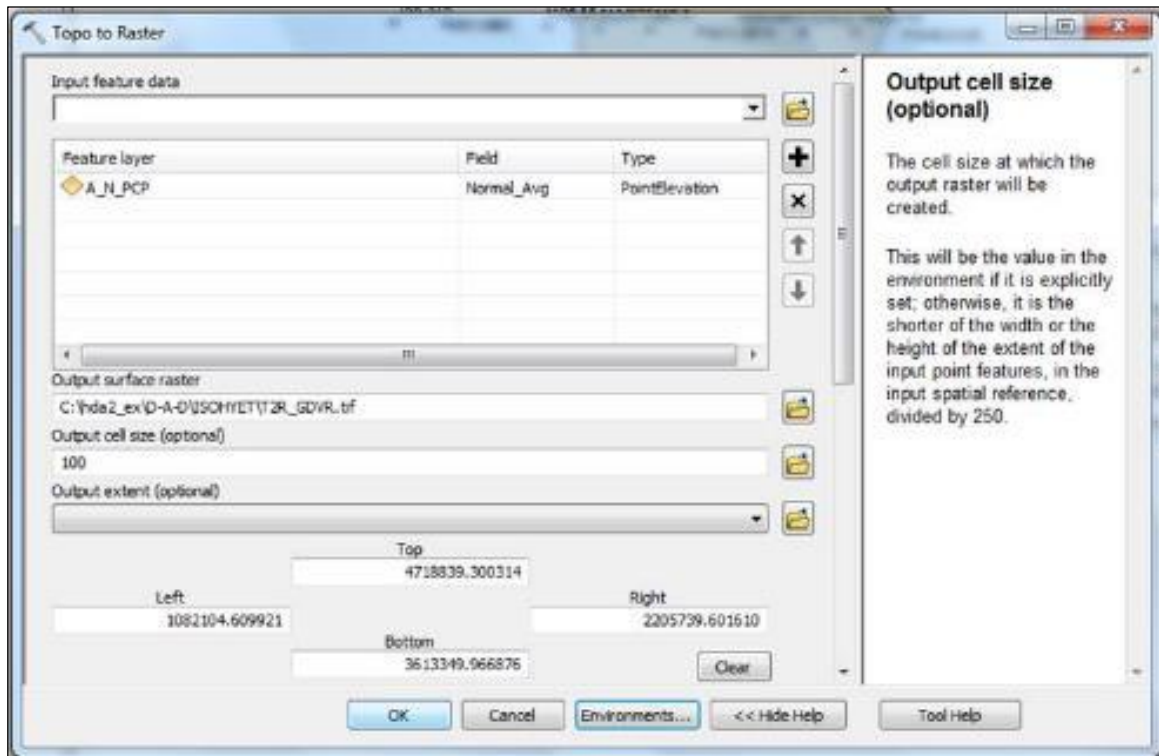 Topo to Raster
Input feature data
Feature layer Field Type
A_N_PCP Normal_Avg PointElevation
Output surface raster
C:\hda2_ex\D-A-D\ISOHYET\T2R_GDVR.tif
Output cell size (optional)
100
Output extent (optional)
Top
4718839.300314
Left Right
1082104.609921 2205739.601610
Bottom
3613349.966876
Clear
OK Cancel Environments... << Hide Help Tool Help
Output cell size
(optional)
The cell size at which the
output raster will be
created.
This will be the value in the
environment if it is explicitly
set; otherwise, it is the
shorter of the width or the
height of the extent of the
input point features, in the
input spatial reference,
divided by 250.